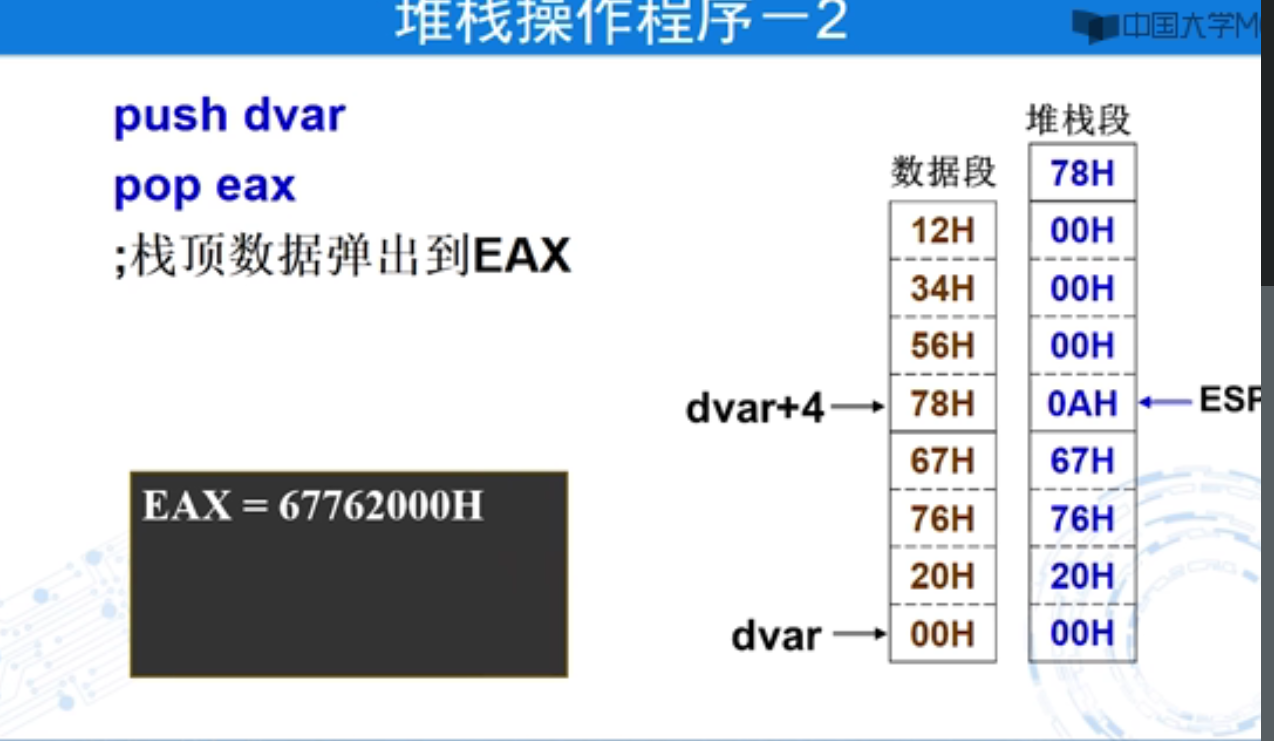 堆栈操作程序－2
中国大学M
push dvar
pop eax
;栈顶数据弹出到EAX
堆栈段
数据段
78H
12H 00H
34H 00H
56H 00H
dvar+4 78H 0AH ESP
67H 67H
EAX = 67762000H
76H 76H
20H 20H
dvar 00H 00H